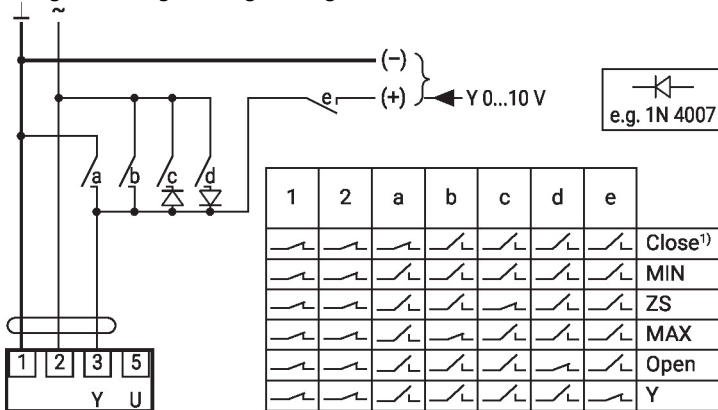 ⊥ ~
(−)
e (+) Y 0...10 V
e.g. 1N 4007
a b c d
1 2 a b c d e
Close¹⁾
MIN
ZS
MAX
Open
Y
1 2 3 5
Y U